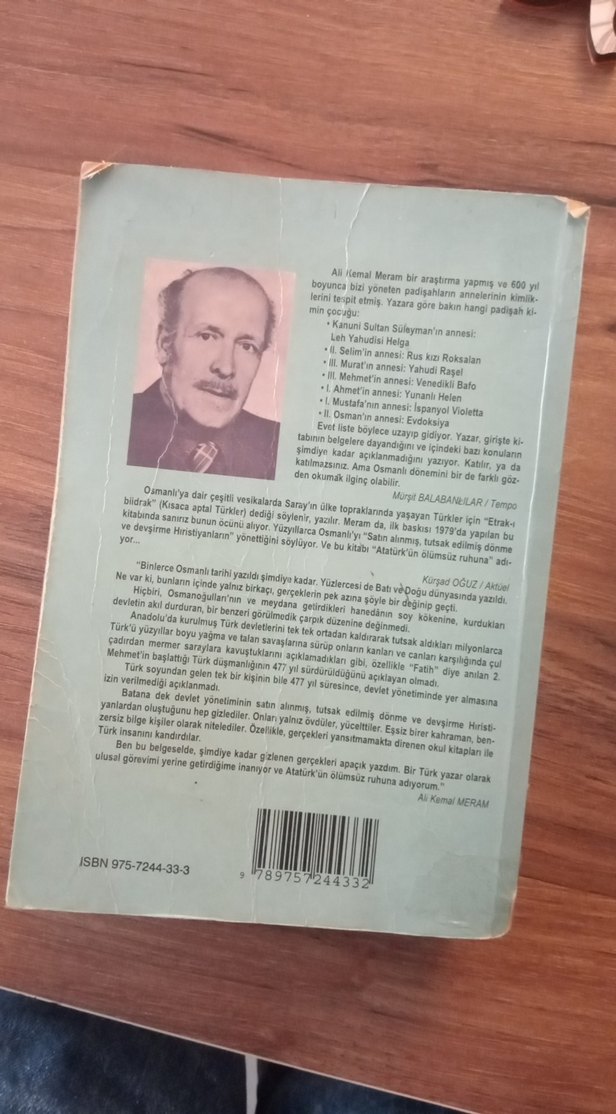 Ali Kemal Meram bir araştırma yapmış ve 600 yıl
boyunca bizi yöneten padişahların annelerinin kimlik-
lerini tespit etmiş. Yazara göre bakın hangi padişah ki-
min çocuğu:
• Kanuni Sultan Süleyman'ın annesi:
Leh Yahudisi Helga
• II. Selim'in annesi: Rus kızı Roksalan
• III. Murat'ın annesi: Yahudi Raşel
• III. Mehmet'in annesi: Venedikli Bafo
• I. Ahmet'in annesi: Yunanlı Helen
• I. Mustafa'nın annesi: İspanyol Violetta
• II. Osman'ın annesi: Evdoksiya
Evet liste böylece uzayıp gidiyor. Yazar, girişte ki-
tabının belgelere dayandığını ve içindeki bazı konuların
şimdiye kadar açıklanmadığını yazıyor. Katılır, ya da
katılmazsınız. Ama Osmanlı dönemini bir de farklı göz-
den okumak ilginç olabilir.
Mürşit BALABANLILAR / Tempo
Osmanlı'ya dair çeşitli vesikalarda Saray'ın ülke topraklarında yaşayan Türkler için "Etrak-ı
biidrak" (Kısaca aptal Türkler) dediği söylenir, yazılır. Meram da, ilk baskısı 1979'da yapılan bu
kitabında sanırız bunun öcünü alıyor. Yüzyıllarca Osmanlı'yı "Satın alınmış, tutsak edilmiş dönme
ve devşirme Hıristiyanların" yönettiğini söylüyor. Ve bu kitabı "Atatürk'ün ölümsüz ruhuna" adı-
yor...
Kürşad OĞUZ / Aktüel
"Binlerce Osmanlı tarihi yazıldı şimdiye kadar. Yüzlercesi de Batı ve Doğu dünyasında yazıldı.
Ne var ki, bunların içinde yalnız birkaçı, gerçeklerin pek azına şöyle bir değinip geçti.
Hiçbiri, Osmanoğulları'nın ve meydana getirdikleri hanedânın soy kökenine, kurdukları
devletin akıl durduran, bir benzeri görülmedik çarpık düzenine değinmedi.
Anadolu'da kurulmuş Türk devletlerini tek tek ortadan kaldırarak tutsak aldıkları milyonlarca
Türk'ü yüzyıllar boyu yağma ve talan savaşlarına sürüp onların kanları ve canları karşılığında çul
çadırdan mermer saraylara kavuştuklarını açıklamadıkları gibi, özellikle "Fatih" diye anılan 2.
Mehmet'in başlattığı Türk düşmanlığının 477 yıl sürdürüldüğünü açıklayan olmadı.
Türk soyundan gelen tek bir kişinin bile 477 yıl süresince, devlet yönetiminde yer almasına
izin verilmediği açıklanmadı.
Batana dek devlet yönetiminin satın alınmış, tutsak edilmiş dönme ve devşirme Hıristi-
yanlardan oluştuğunu hep gizlediler. Onları yalnız övdüler, yücelttiler. Eşsiz birer kahraman, ben-
zersiz bilge kişiler olarak nitelediler. Özellikle, gerçekleri yansıtmamakta direnen okul kitapları ile
Türk insanını kandırdılar.
Ben bu belgeselde, şimdiye kadar gizlenen gerçekleri apaçık yazdım. Bir Türk yazar olarak
ulusal görevimi yerine getirdiğime inanıyor ve Atatürk'ün ölümsüz ruhuna adıyorum."
Ali Kemal MERAM
ISBN 975-7244-33-3
9 789757 244332